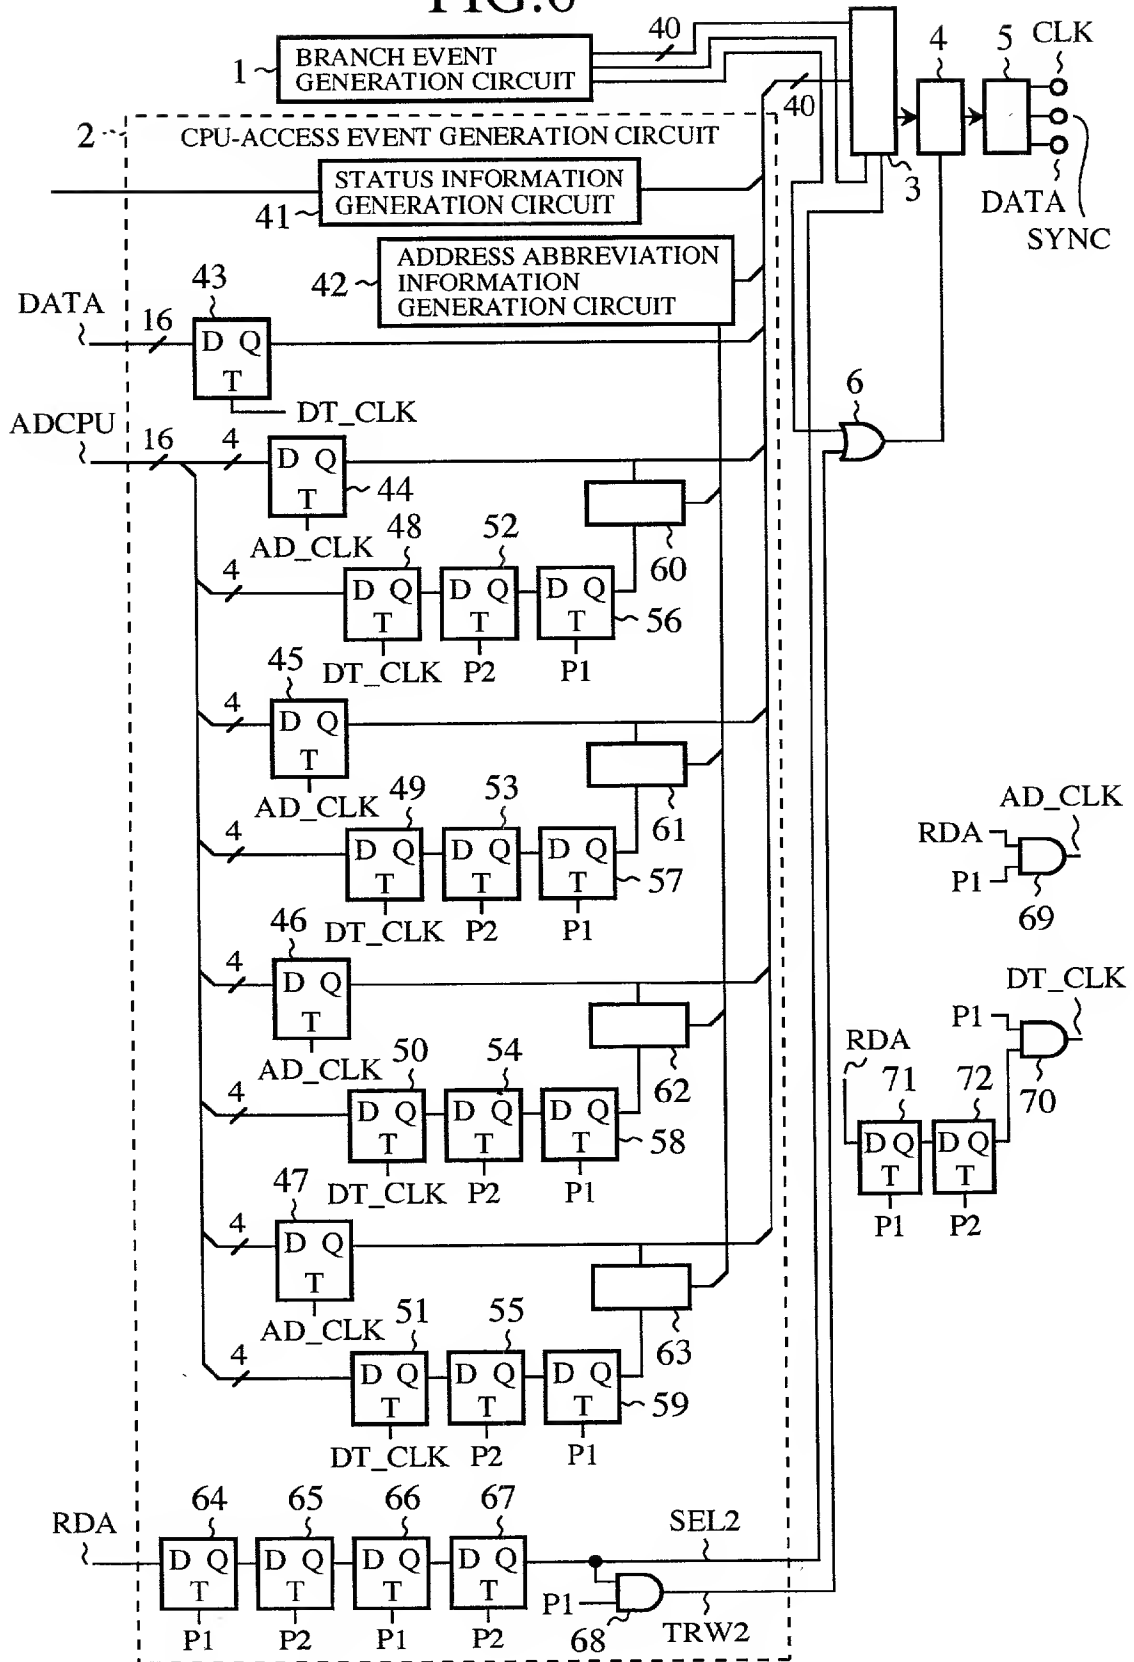 FIG.6
1
BRANCH EVENT
GENERATION CIRCUIT
40
40
3
4
5
CLK
DATA
SYNC
2
CPU-ACCESS EVENT GENERATION CIRCUIT
STATUS INFORMATION
GENERATION CIRCUIT
41
ADDRESS ABBREVIATION
INFORMATION
GENERATION CIRCUIT
42
DATA
16
43
D Q
T
DT_CLK
6
ADCPU
16
4
D Q
T
44
AD_CLK
60
4
48
D Q
T
DT_CLK
52
D Q
T
P2
D Q
T
56
P1
45
4
D Q
T
AD_CLK
61
4
49
D Q
T
DT_CLK
53
D Q
T
P2
D Q
T
57
P1
AD_CLK
RDA
P1
69
46
4
D Q
T
AD_CLK
62
4
50
D Q
T
DT_CLK
54
D Q
T
P2
D Q
T
58
P1
DT_CLK
P1
70
RDA
71
D Q
T
P1
72
D Q
T
P2
47
4
D Q
T
AD_CLK
63
4
51
D Q
T
DT_CLK
55
D Q
T
P2
D Q
T
59
P1
RDA
64
D Q
T
P1
65
D Q
T
P2
66
D Q
T
P1
67
D Q
T
P2
SEL2
P1
68
TRW2